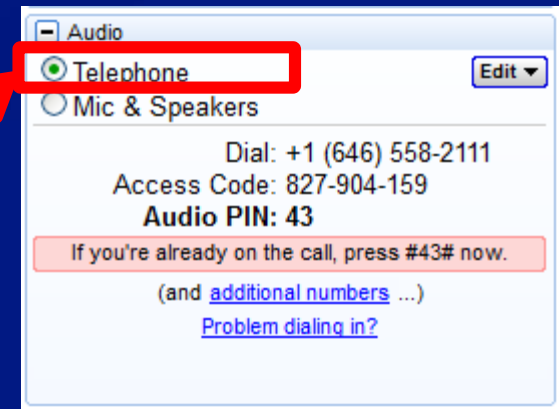 Audio
Telephone
Edit
Mic & Speakers
Dial: +1 (646) 558-2111
Access Code: 827-904-159
Audio PIN: 43
If you're already on the call, press #43# now.
(and additional numbers ...)
Problem dialing in?